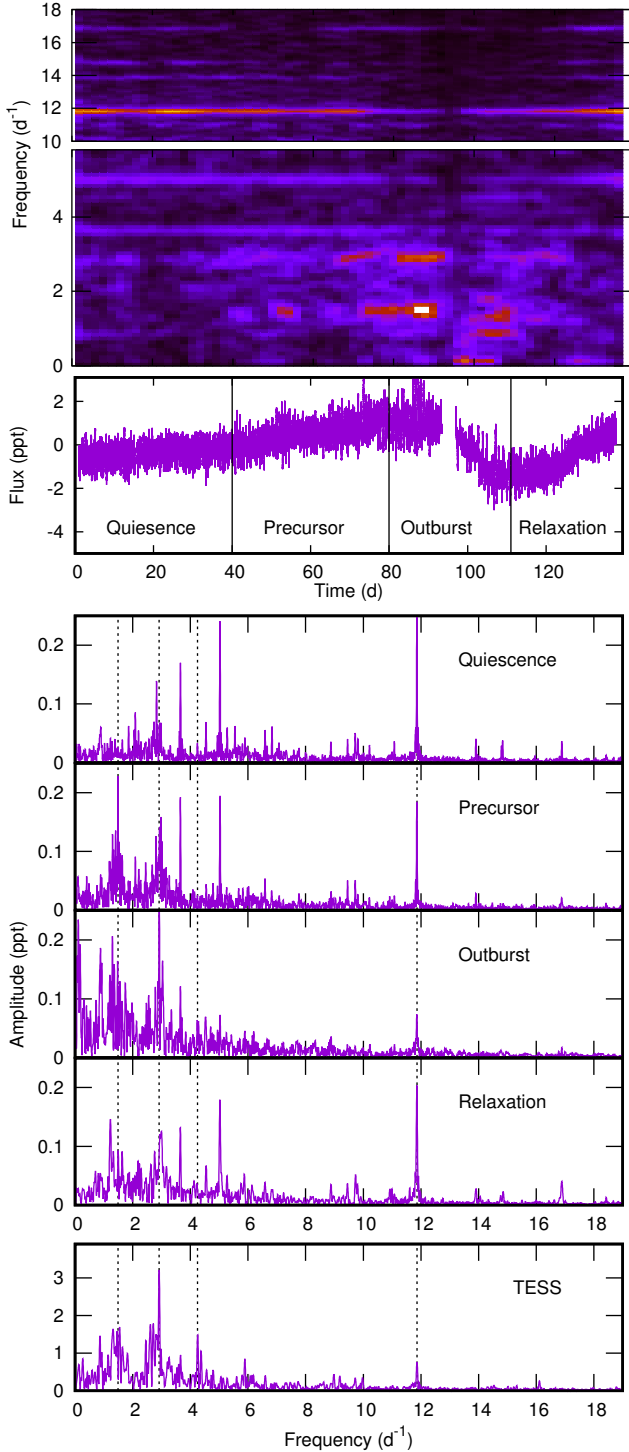 18
16
14
12
10
Frequency (d⁻¹)
4
2
0
2
0
-2
-4
Flux (ppt)
Quiesence Precursor Outburst Relaxation
0 20 40 60 80 100 120
Time (d)
0.2
0.1
0
Quiescence
0.2
0.1
0
Precursor
0.2
0.1
0
Outburst
Amplitude (ppt)
0.2
0.1
0
Relaxation
0 2 4 6 8 10 12 14 16 18
3
2
1
0
TESS
0 2 4 6 8 10 12 14 16 18
Frequency (d⁻¹)